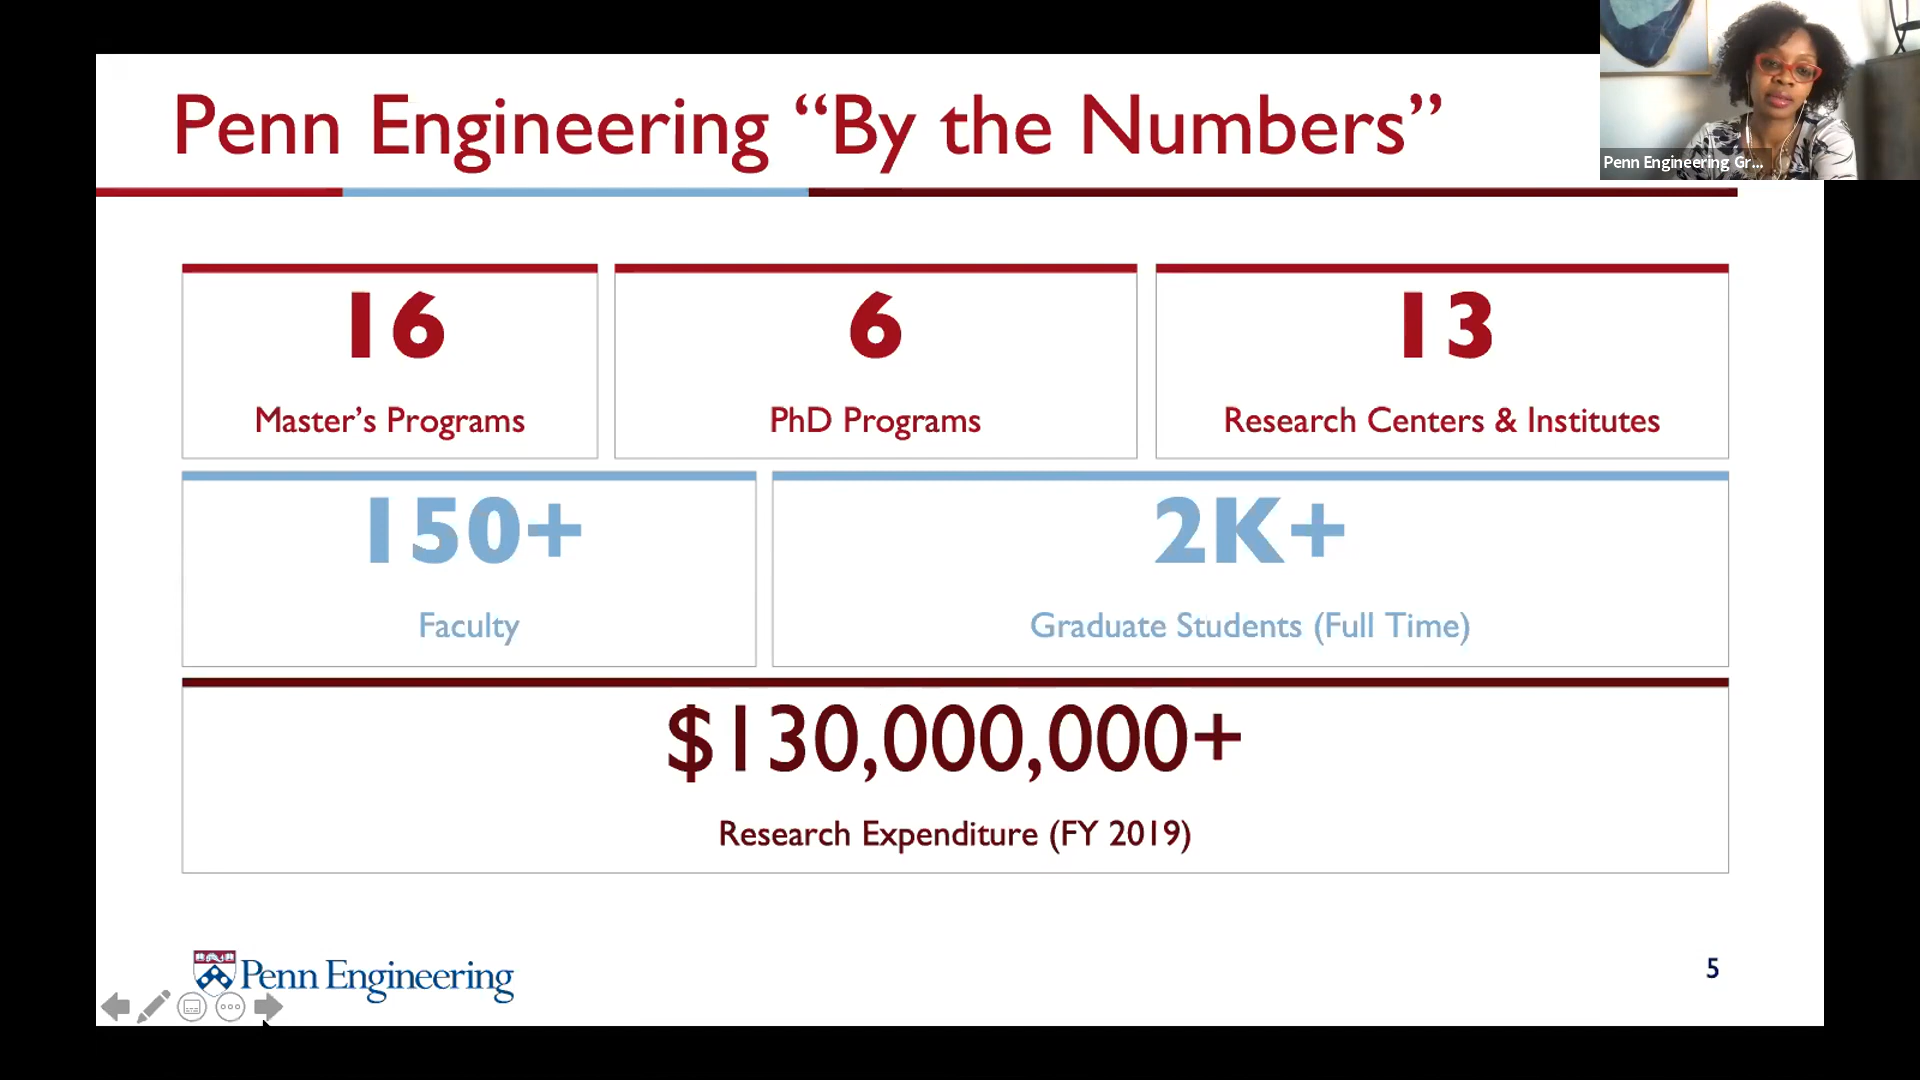 Penn Engineering “By the Numbers”
Penn Engineering Gr...
16
Master’s Programs
6
PhD Programs
13
Research Centers & Institutes
150+
Faculty
2K+
Graduate Students (Full Time)
$130,000,000+
Research Expenditure (FY 2019)
Penn Engineering
5